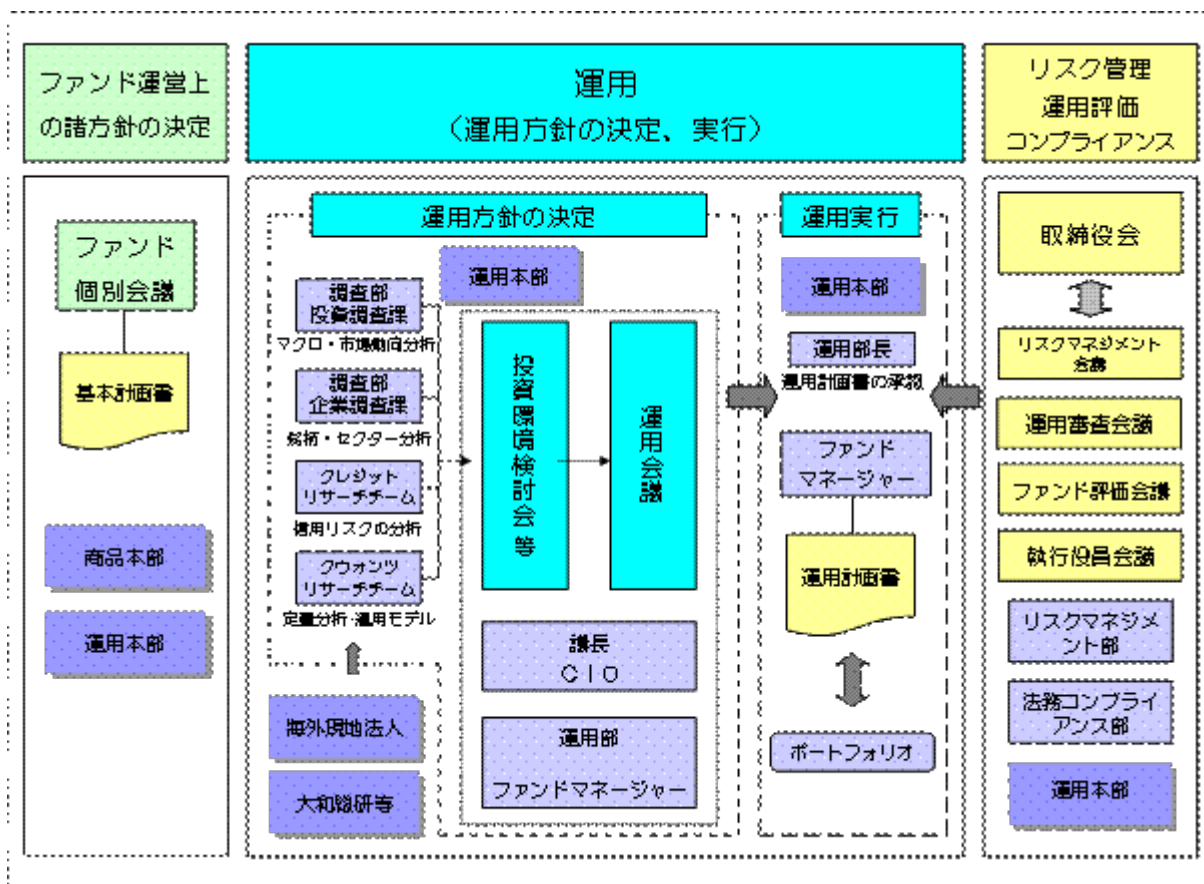 ファンド運営上
の諸方針の決定
運用
（運用方針の決定、実行）
リスク管理
運用評価
コンプライアンス
ファンド
個別会議
基本計画書
商品本部
運用本部
運用方針の決定
運用本部
調査部
投資調査課
マクロ・市場動向分析
調査部
企業調査課
銘柄・セクター分析
クレジット
リサーチチーム
信用リスクの分析
クウォンツ
リサーチチーム
定量分析・運用モデル
海外現地法人
大和総研等
投資環境検討会等
運用会議
議長
ＣＩＯ
運用部
ファンドマネージャー
運用実行
運用本部
運用部長
運用計画書の承認
ファンド
マネージャー
運用計画書
ポートフォリオ
取締役会
リスクマネジメント
会議
運用審査会議
ファンド評価会議
執行役員会議
リスクマネジメ
ント部
法務コンプライ
アンス部
運用本部